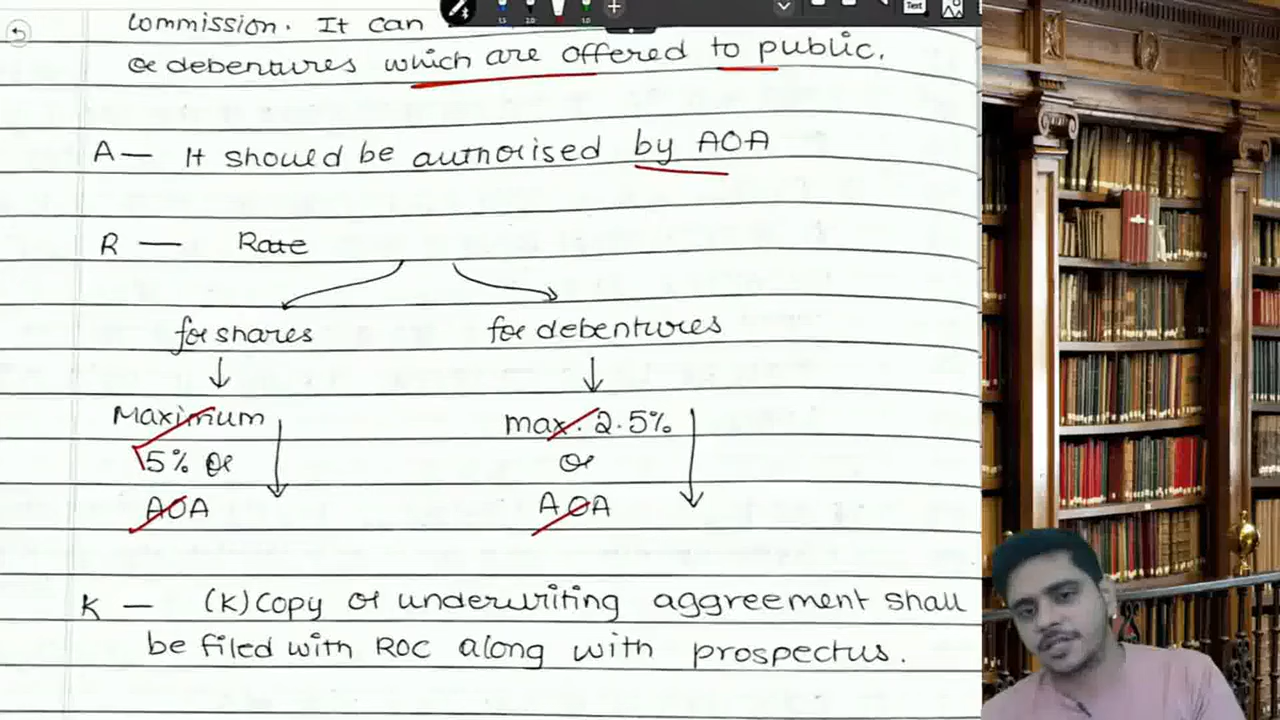 commission. It can
or debentures which are offered to public.
A— It should be authorised by AOA
R — Rate
for shares for debentures
Maximum max. 2.5%
5% or or
AOA AOA
K — (K)Copy of underwriting aggreement shall
be filed with ROC along with prospectus.
Text